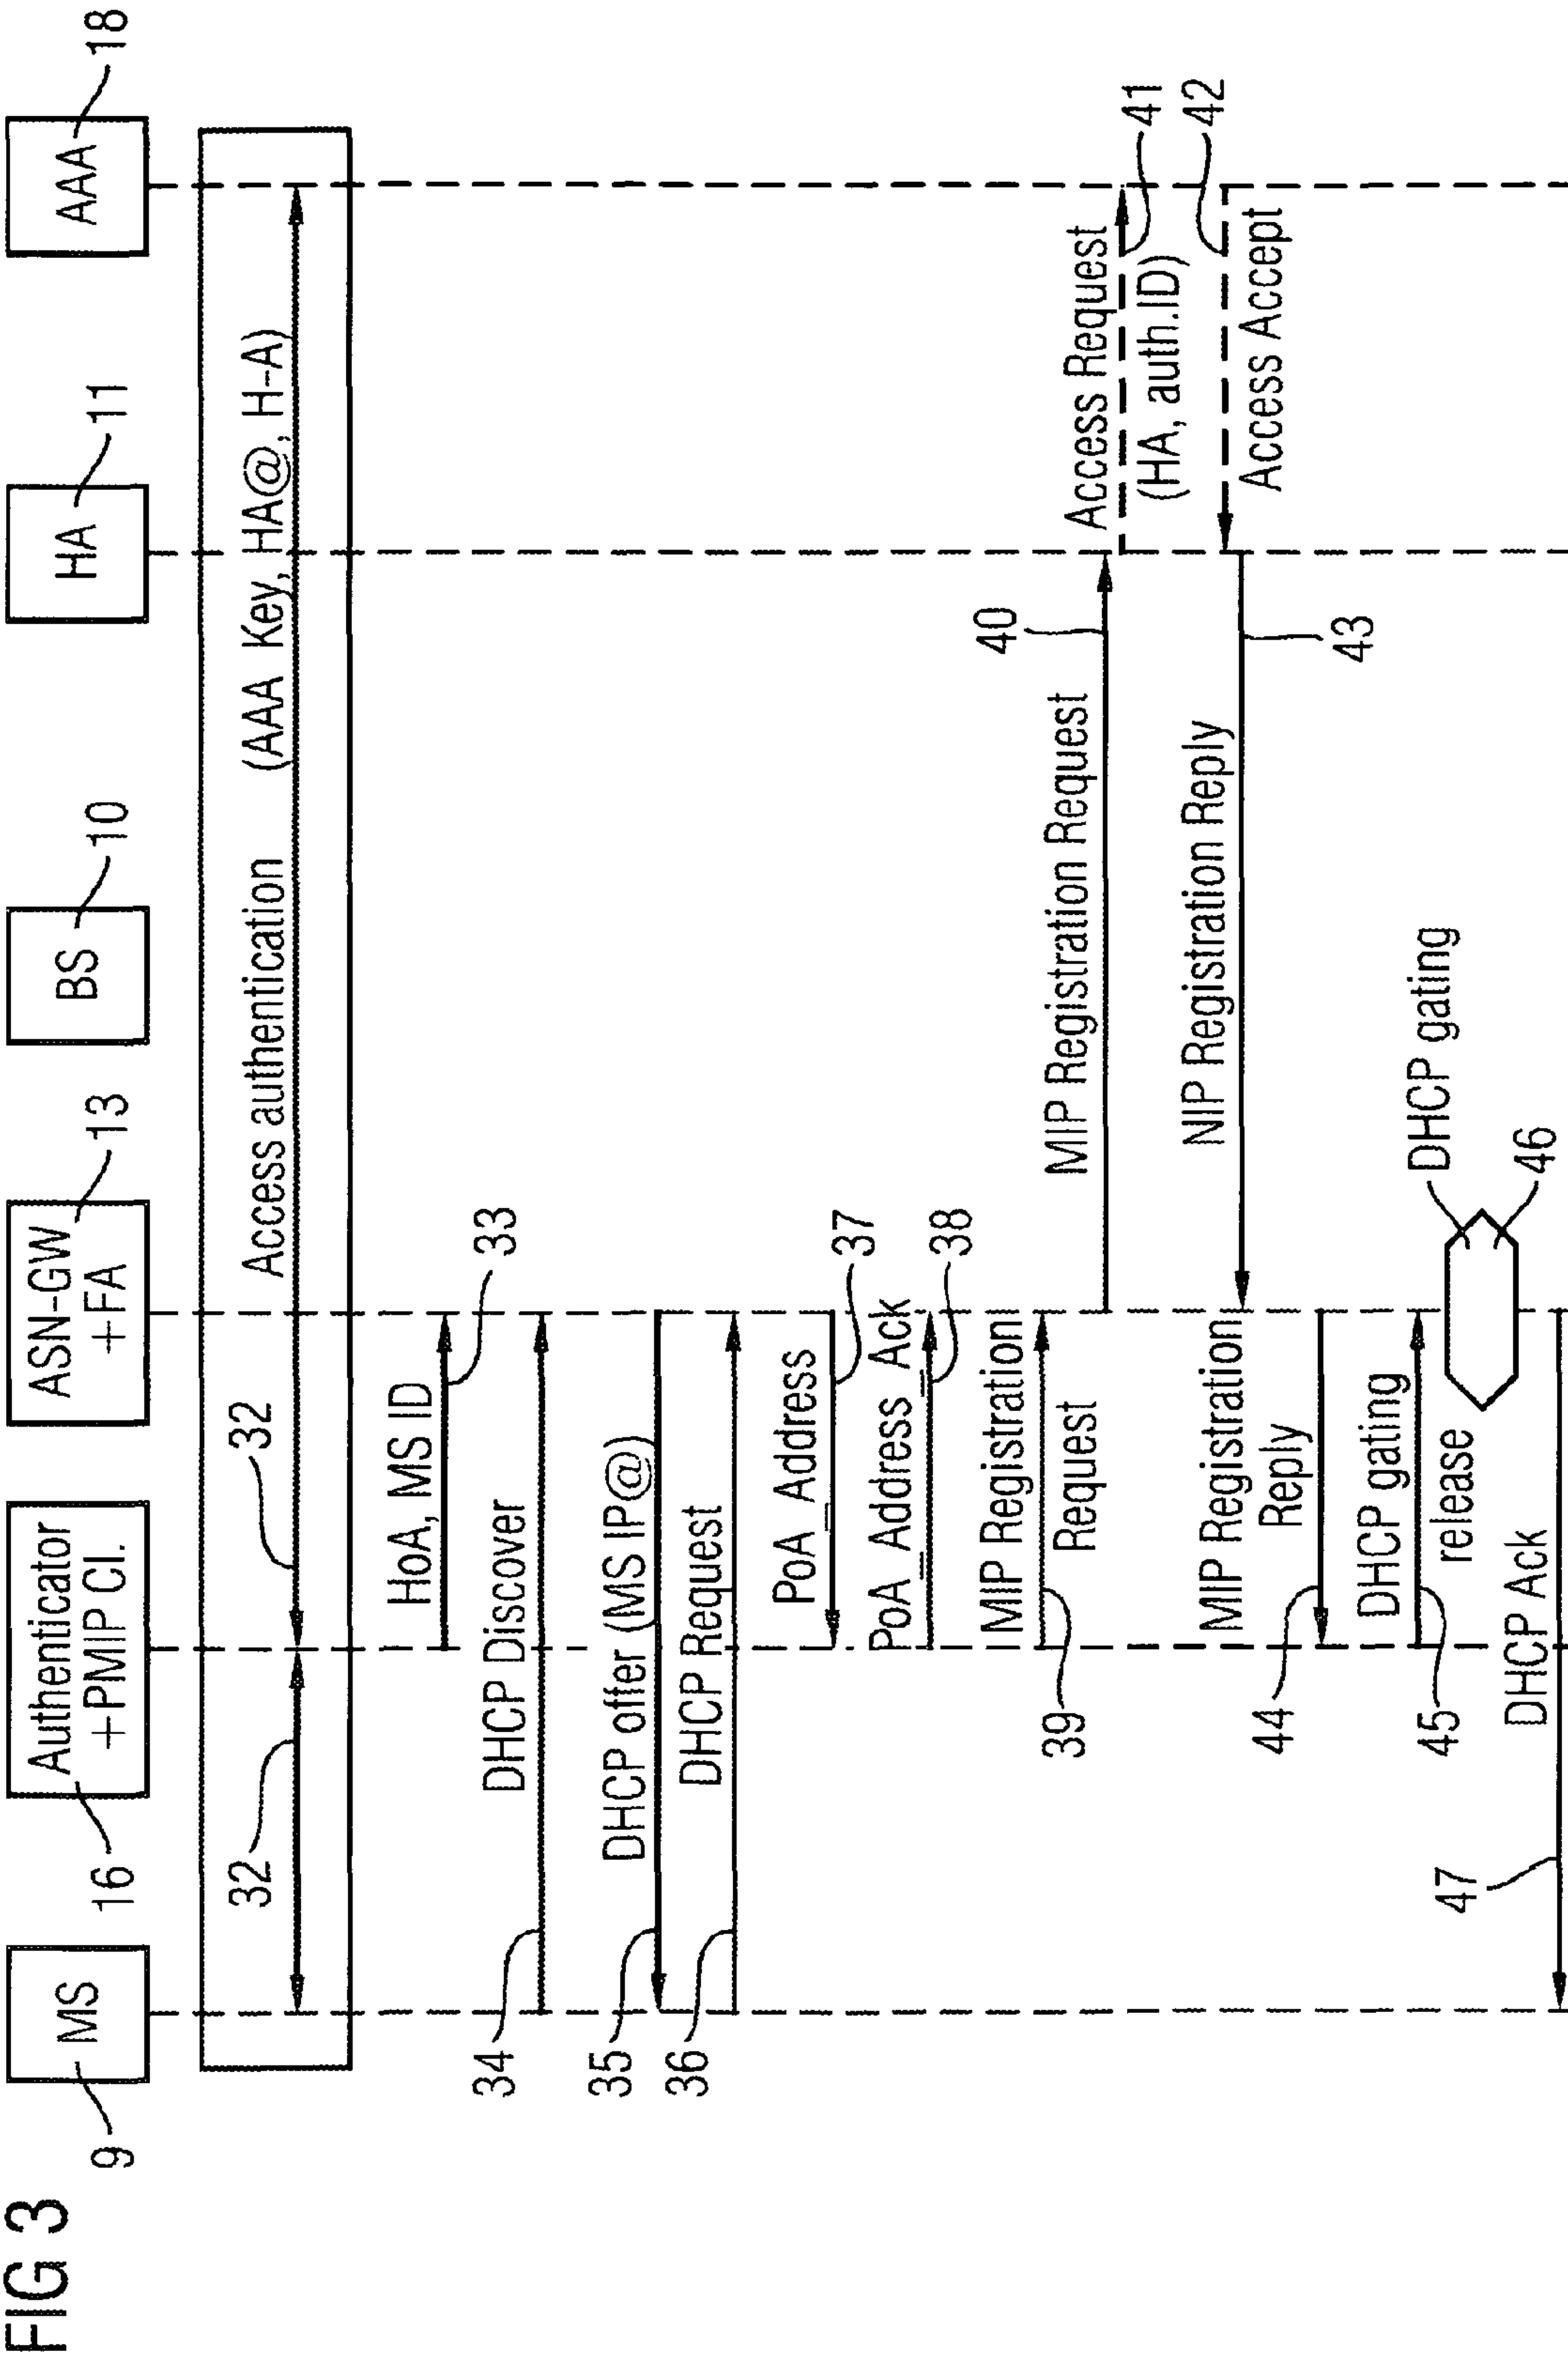 FIG 3
9
MS
16
Authenticator
+PMIP Cl.
ASN-GW
+FA
13
BS
10
HA
11
AAA
18
32
32
Access authentication (AAA Key, HA@, H-A)
HoA, MS ID
33
34
DHCP Discover
35
DHCP offer (MS IP@)
36
DHCP Request
PoA_Address
37
PoA_Address_Ack
38
MIP Registration
Request
39
MIP Registration Request
40
Access Request
(HA, auth.ID)
41
42
Access Accept
NIP Registration Reply
43
MIP Registration
Reply
44
DHCP gating
release
45
DHCP gating
46
DHCP Ack
47